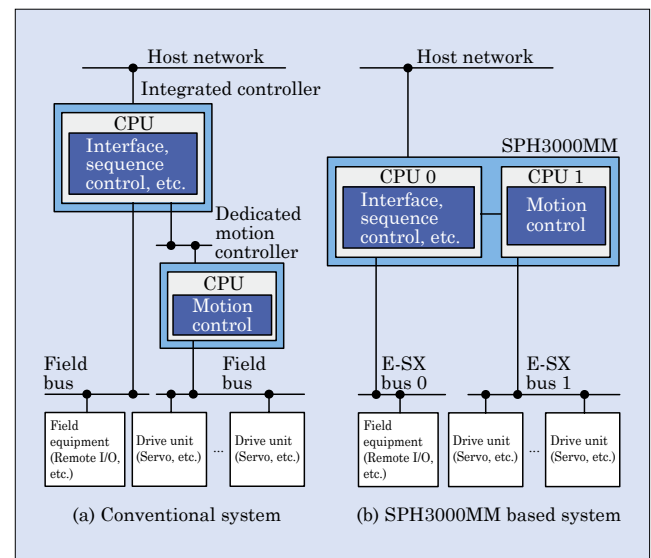 Host network
Integrated controller
CPU
Interface,
sequence
control, etc.
Dedicated
motion
controller
CPU
Motion
control
Field
bus
Field
bus
Field
equipment
(Remote I/O,
etc.)
Drive unit
(Servo, etc.)
...
Drive unit
(Servo, etc.)
(a) Conventional system
Host network
SPH3000MM
CPU 0
Interface,
sequence
control, etc.
CPU 1
Motion
control
E-SX
bus 0
E-SX
bus 1
Field
equipment
(Remote I/O,
etc.)
Drive unit
(Servo, etc.)
...
Drive unit
(Servo, etc.)
(b) SPH3000MM based system